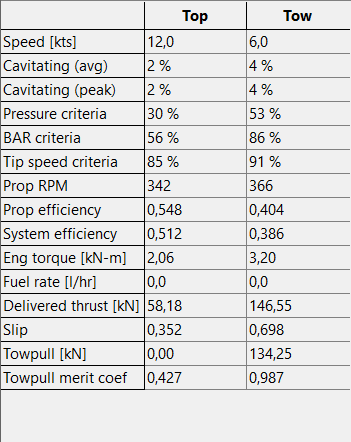 Top Tow
Speed [kts] 12,0 6,0
Cavitating (avg) 2 % 4 %
Cavitating (peak) 2 % 4 %
Pressure criteria 30 % 53 %
BAR criteria 56 % 86 %
Tip speed criteria 85 % 91 %
Prop RPM 342 366
Prop efficiency 0,548 0,404
System efficiency 0,512 0,386
Eng torque [kN-m] 2,06 3,20
Fuel rate [l/hr] 0,0 0,0
Delivered thrust [kN] 58,18 146,55
Slip 0,352 0,698
Towpull [kN] 0,00 134,25
Towpull merit coef 0,427 0,987